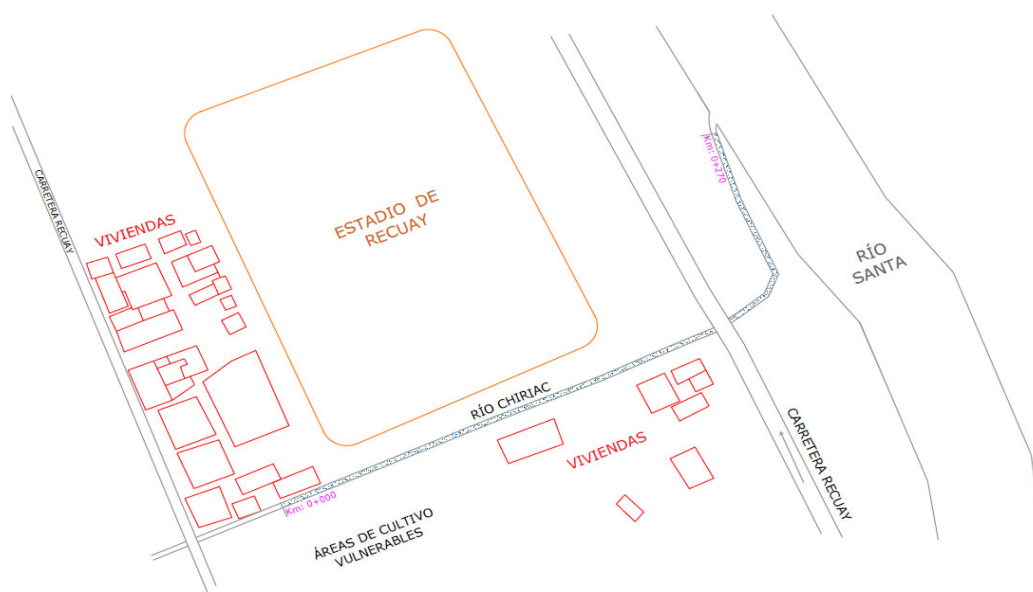 CARRETERA RECUAY
VIVIENDAS
ESTADIO DE
RECUAY
Km: 0+270
RÍO
SANTA
RÍO CHIRIAC
VIVIENDAS
CARRETERA RECUAY
Km: 0+000
ÁREAS DE CULTIVO
VULNERABLES